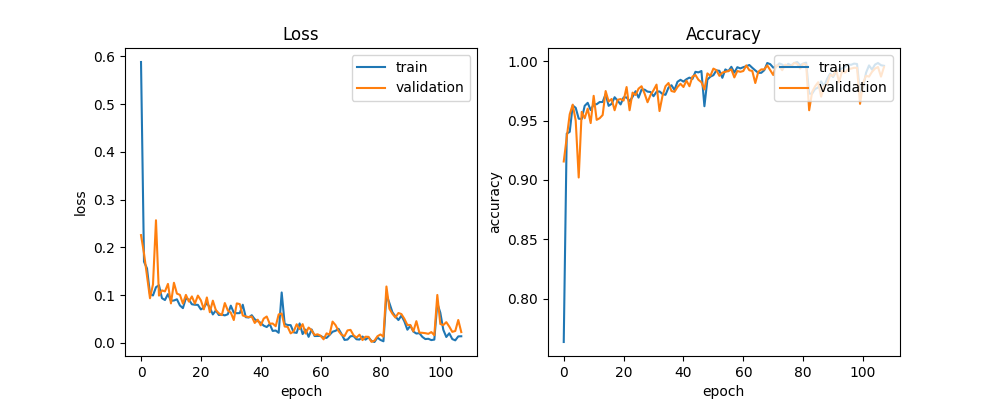 Loss
train
validation
0.6
0.5
0.4
0.3
0.2
0.1
0.0
loss
0 20 40 60 80 100
epoch
Accuracy
train
validation
1.00
0.95
0.90
0.85
0.80
accuracy
0 20 40 60 80 100
epoch